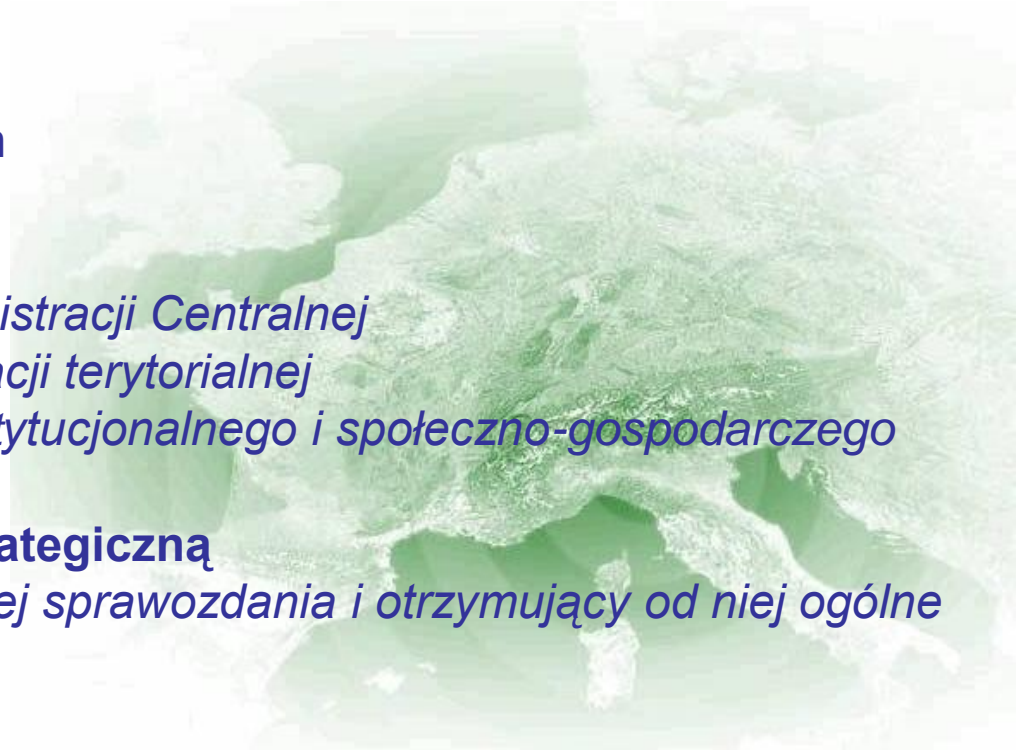 istracji Centralnej
cji terytorialnej
tytucjonalnego i społeczno-gospodarczego
ategiczną
ej sprawozdania i otrzymujący od niej ogólne